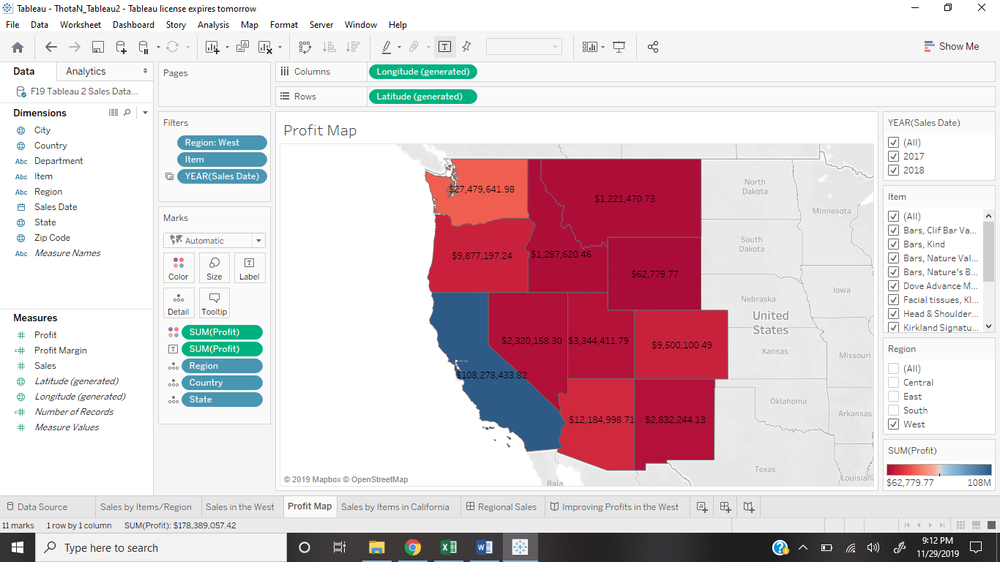 Tableau - ThotaN_Tableau2 - Tableau license expires tomorrow
File Data Worksheet Dashboard Story Analysis Map Format Server Window Help
Show Me
Data Analytics
F19 Tableau 2 Sales Data...
Dimensions
City
Country
Abc Department
Abc Item
Abc Region
Sales Date
State
Zip Code
Abc Measure Names
Measures
Profit
Profit Margin
Sales
Latitude (generated)
Longitude (generated)
Number of Records
Measure Values
Pages
Filters
Region: West
Item
YEAR(Sales Date)
Marks
Automatic
Color Size Label
Detail Tooltip
SUM(Profit)
SUM(Profit)
Region
Country
State
Columns Longitude (generated)
Rows Latitude (generated)
Profit Map
$27,479,641.98
$1,221,470.73
$9,877,197.24
$1,287,620.46
$62,779.77
$2,320,158.30
$3,344,411.79
$9,500,100.49
$108,278,433.82
$12,184,998.71
$2,832,244.13
North
Dakota
Minnesota
South
Dakota
Iowa
Nebraska
United
States
Kansas
Missouri
Oklahoma
Arkansas
Texas
Louisian
Baja
© 2019 Mapbox © OpenStreetMap
YEAR(Sales Date)
(All)
2017
2018
Item
(All)
Bars, Clif Bar Va...
Bars, Kind
Bars, Nature Val...
Bars, Nature's B...
Dove Advance M...
Facial tissues, Kl...
Head & Shoulder...
Kirkland Signatu...
Region
(All)
Central
East
South
West
SUM(Profit)
$62,779.77 108M
Data Source Sales by Items/Region Sales in the West Profit Map Sales by Items in California Regional Sales Improving Profits in the West
11 marks 1 row by 1 column SUM(Profit): $178,389,057.42
Type here to search
9:12 PM
11/29/2019